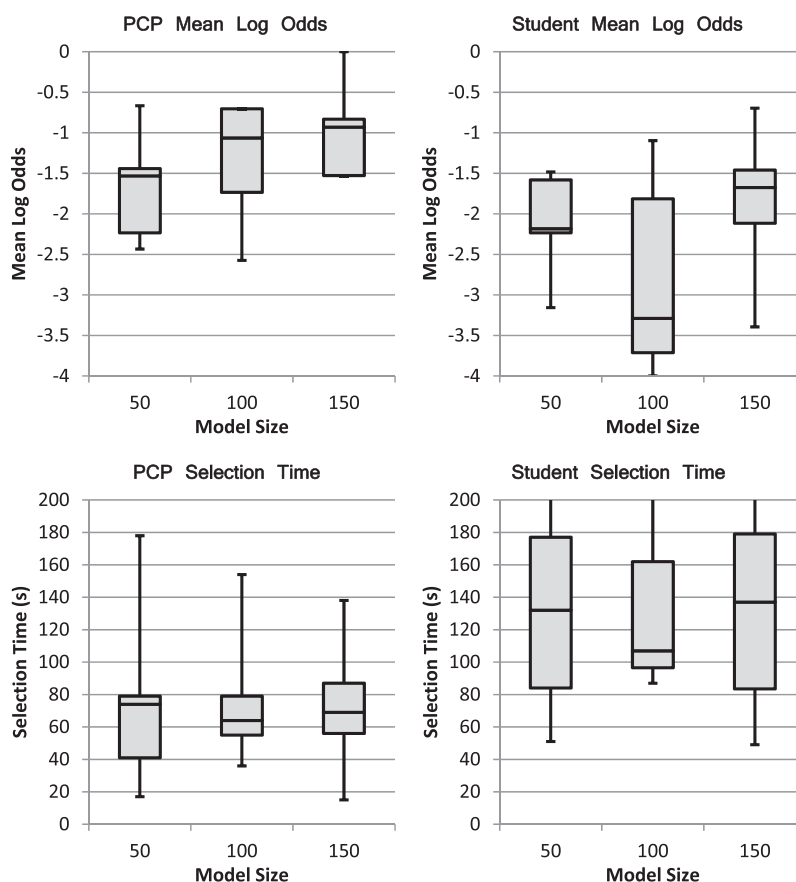 PCP Mean Log Odds
0
-0.5
-1
-1.5
-2
-2.5
-3
-3.5
-4
Mean Log Odds
50 100 150
Model Size
Student Mean Log Odds
0
-0.5
-1
-1.5
-2
-2.5
-3
-3.5
-4
Mean Log Odds
50 100 150
Model Size
PCP Selection Time
200
180
160
140
120
100
80
60
40
20
0
Selection Time (s)
50 100 150
Model Size
Student Selection Time
200
180
160
140
120
100
80
60
40
20
0
Selection Time (s)
50 100 150
Model Size